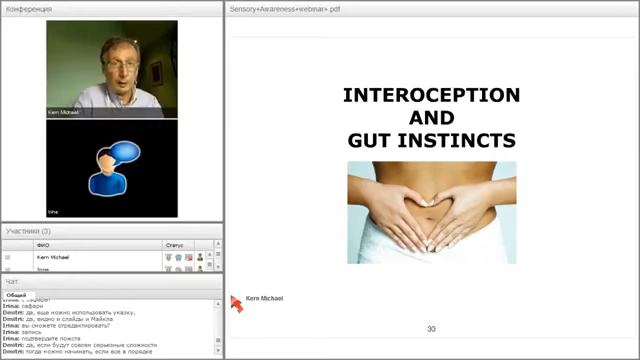 Конференция
Kern Michael
Irina
Участники (3)
ФИО
Статус
Kern Michael
Irina
Чат
Общий
Irina: сафари
Dmitri: да, еще можно использовать указку,
Dmitri: да, видно и слайды и Майкла
Irina: вы сможете отредактировать?
Irina: запись
Irina: подтвердите пожста
Dmitri: да, если будут совсем серьезные сложности
Dmitri: тогда можно начинать, если все в порядке
Sensory+Awareness+webinar+.pdf
INTEROCEPTION
AND
GUT INSTINCTS
Kern Michael
30